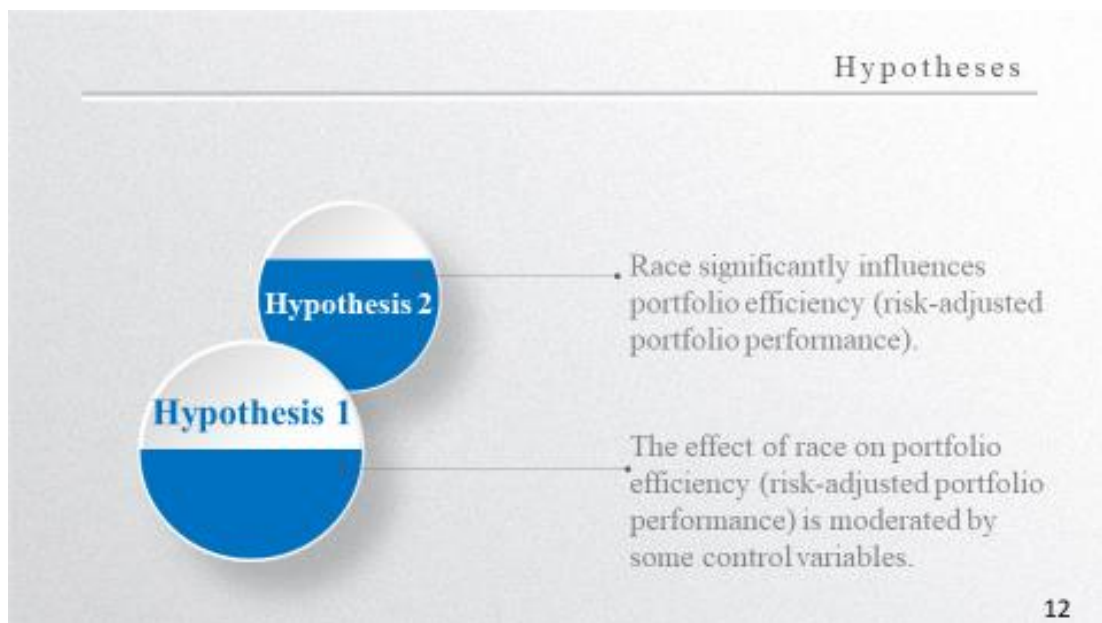 Hypotheses
Hypothesis 2
Race significantly influences
portfolio efficiency (risk-adjusted
portfolio performance).
Hypothesis 1
The effect of race on portfolio
efficiency (risk-adjusted portfolio
performance) is moderated by
some control variables.
12